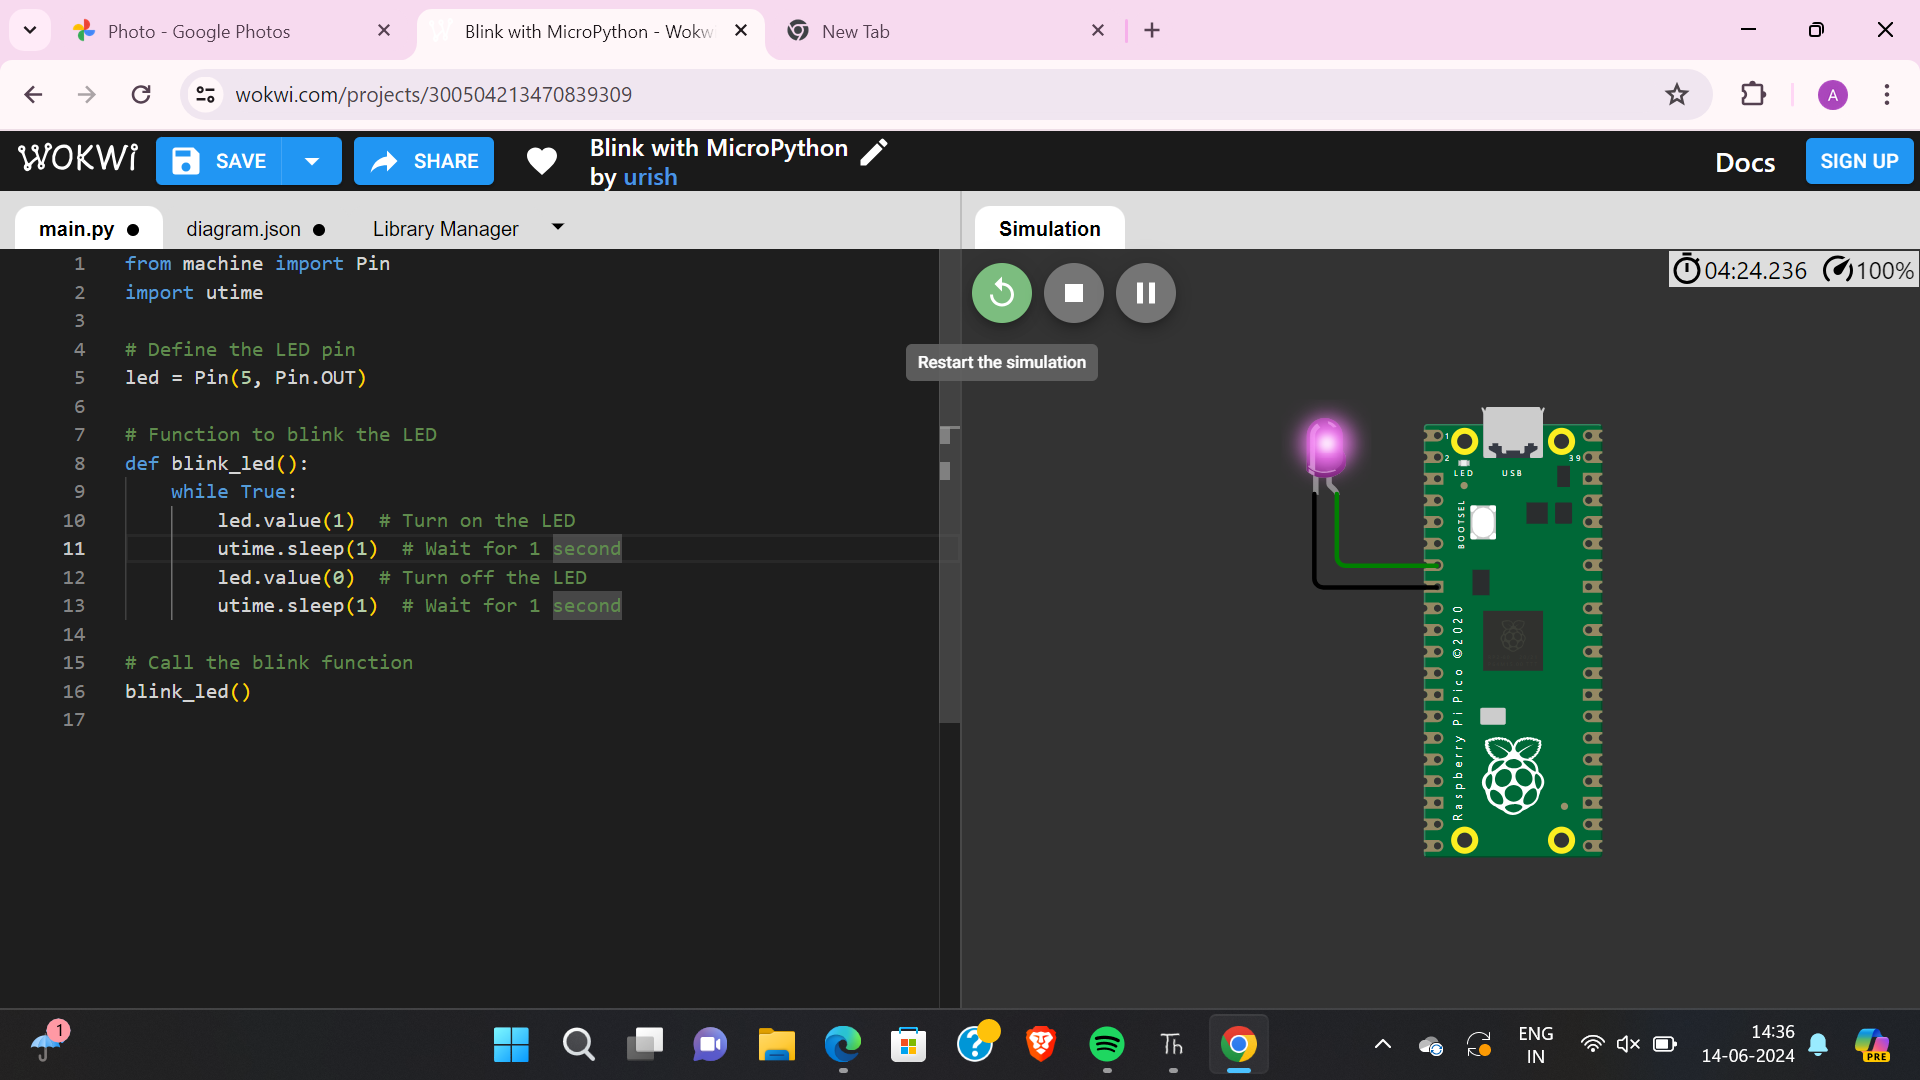 Photo - Google Photos
Blink with MicroPython - Wokw
New Tab
wokwi.com/projects/300504213470839309
A
WOKWi
SAVE
SHARE
Blink with MicroPython
by urish
Docs
SIGN UP
main.py
diagram.json
Library Manager
Simulation
1 from machine import Pin
2 import utime
3
4 # Define the LED pin
5 led = Pin(5, Pin.OUT)
6
7 # Function to blink the LED
8 def blink_led():
9 while True:
10 led.value(1) # Turn on the LED
11 utime.sleep(1) # Wait for 1 second
12 led.value(0) # Turn off the LED
13 utime.sleep(1) # Wait for 1 second
14
15 # Call the blink function
16 blink_led()
17
04:24.236 100%
Restart the simulation
1
2
39
LED USB
BOOTSEL
Raspberry Pi Pico ©2020
1
Th
ENG
IN
14:36
14-06-2024
PRE